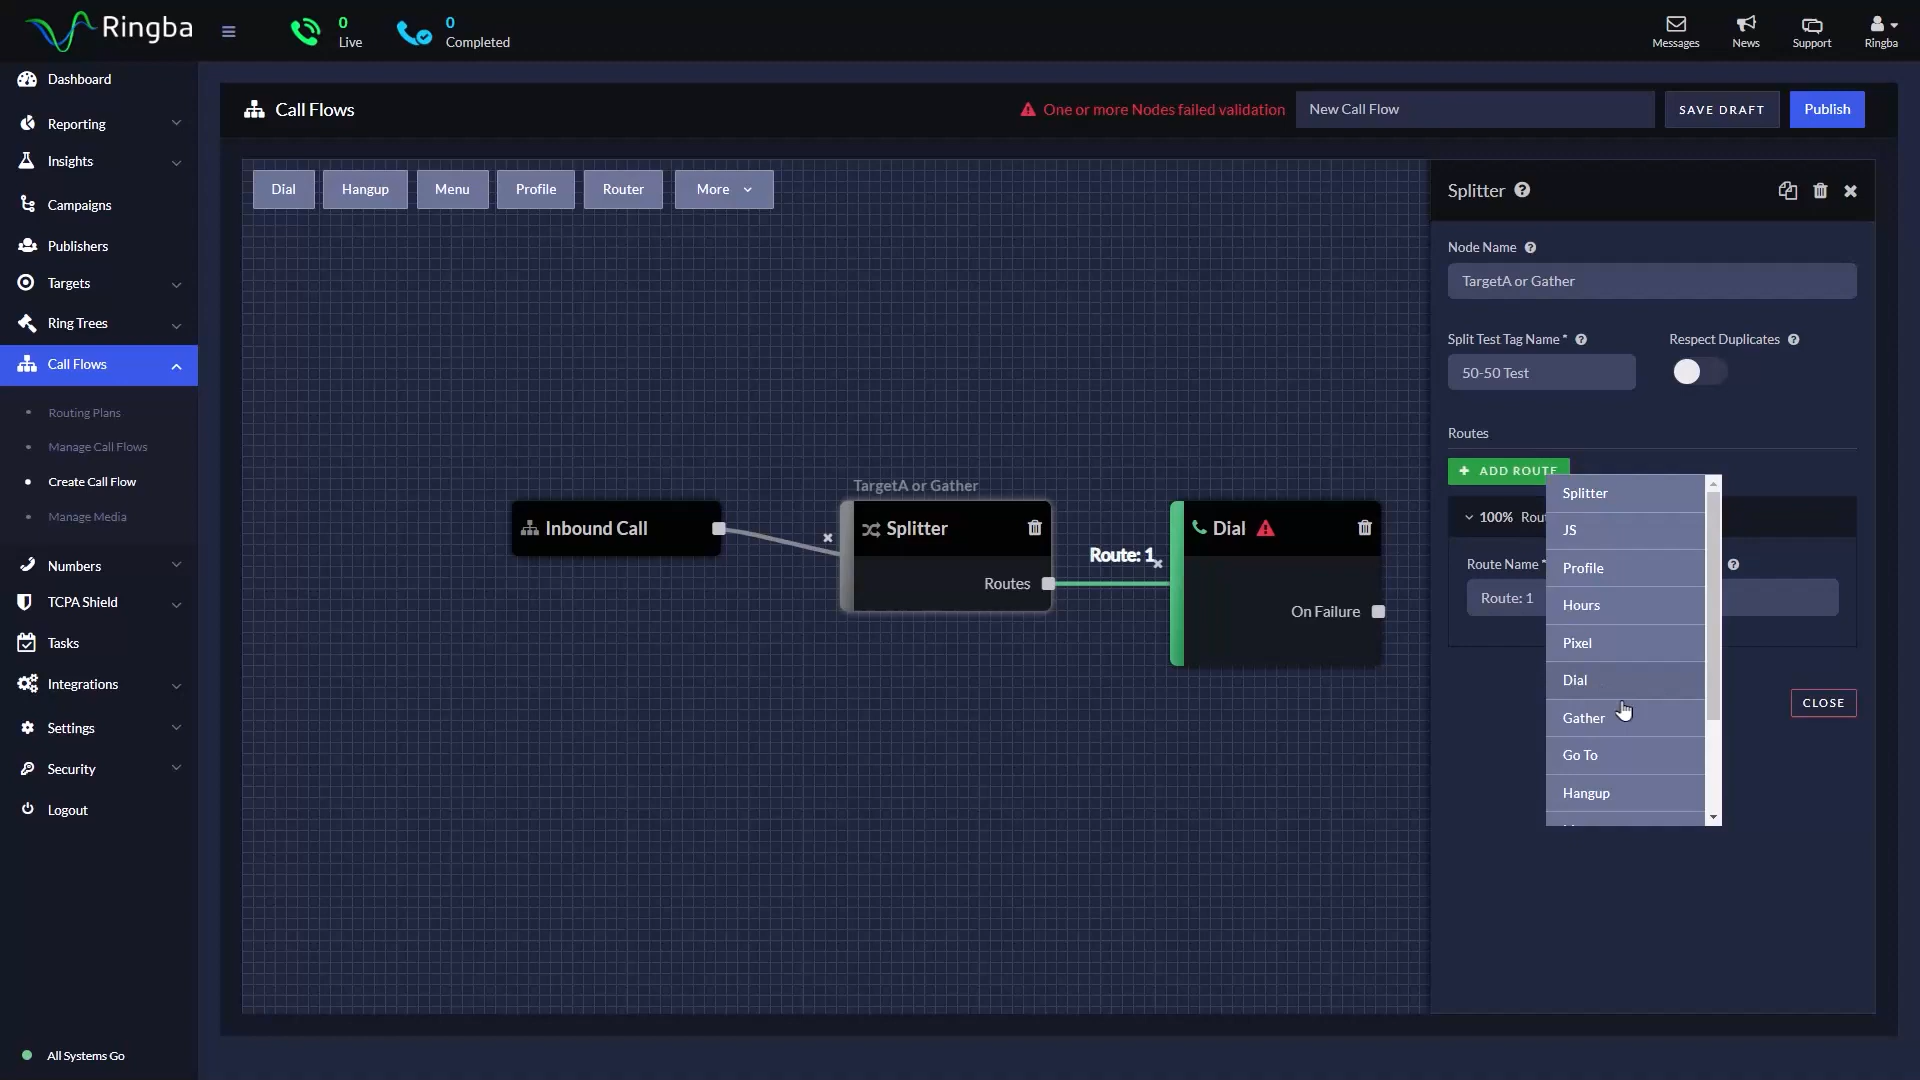 Ringba
0
Live
0
Completed
Messages
News
Support
Ringba
Dashboard
Reporting
Insights
Campaigns
Publishers
Targets
Ring Trees
Call Flows
Routing Plans
Manage Call Flows
Create Call Flow
Manage Media
Numbers
TCPA Shield
Tasks
Integrations
Settings
Security
Logout
All Systems Go
Call Flows
One or more Nodes failed validation
New Call Flow
SAVE DRAFT
Publish
Dial
Hangup
Menu
Profile
Router
More
Inbound Call
TargetA or Gather
Splitter
Routes
Route: 1
Dial
On Failure
Splitter
Node Name
TargetA or Gather
Split Test Tag Name *
Respect Duplicates
50-50 Test
Routes
+ ADD ROUTE
100%
Route Name *
Route: 1
Splitter
JS
Profile
Hours
Pixel
Dial
Gather
Go To
Hangup
CLOSE